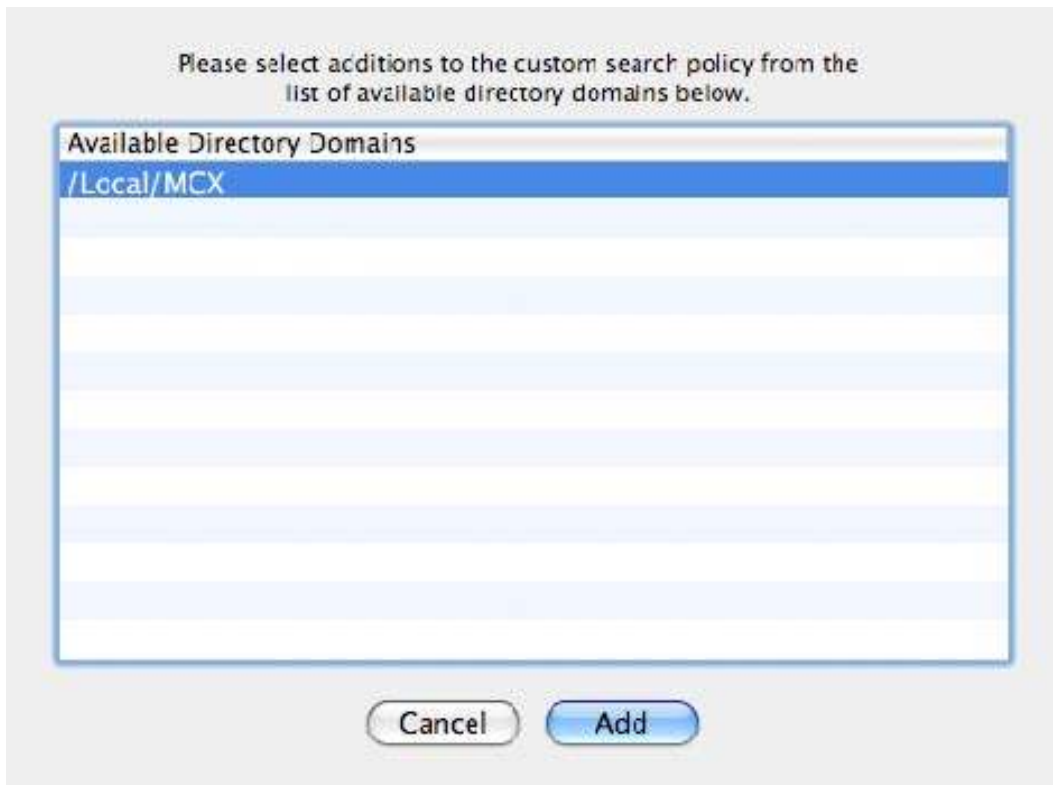 Please select additions to the custom search policy from the
list of available directory domains below.
Available Directory Domains
/Local/MCX
Cancel
Add